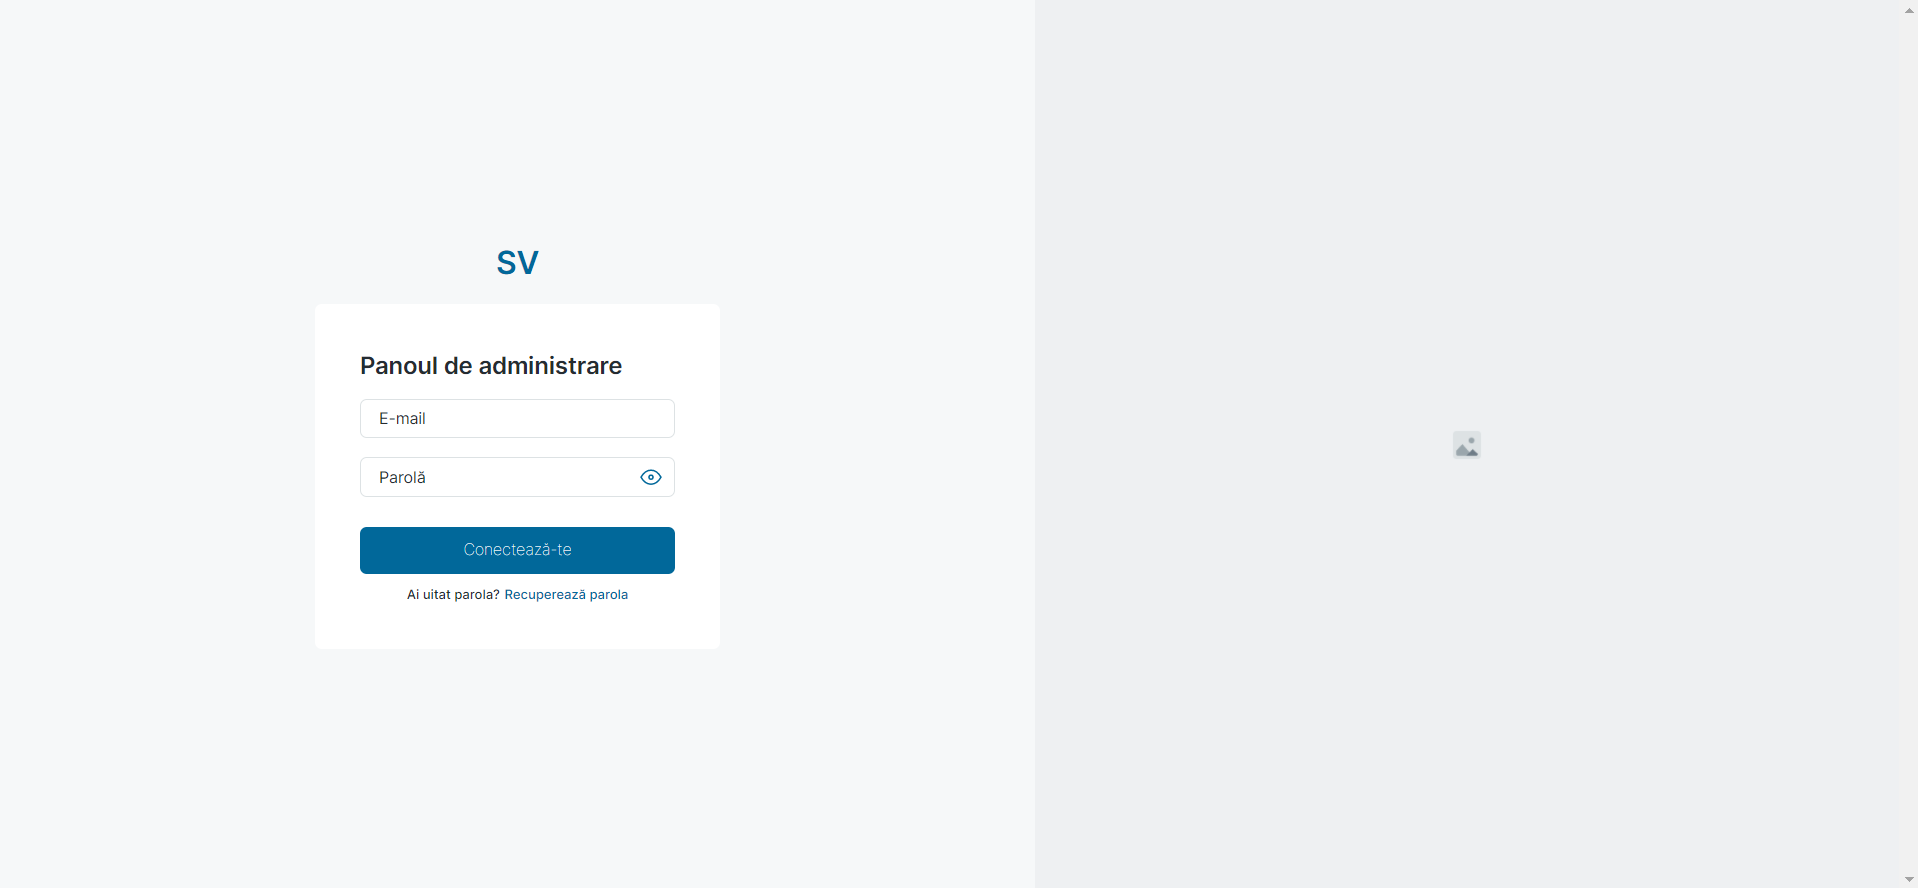 SV
Panoul de administrare
E-mail
Parolă
Conectează-te
Ai uitat parola? Recuperează parola